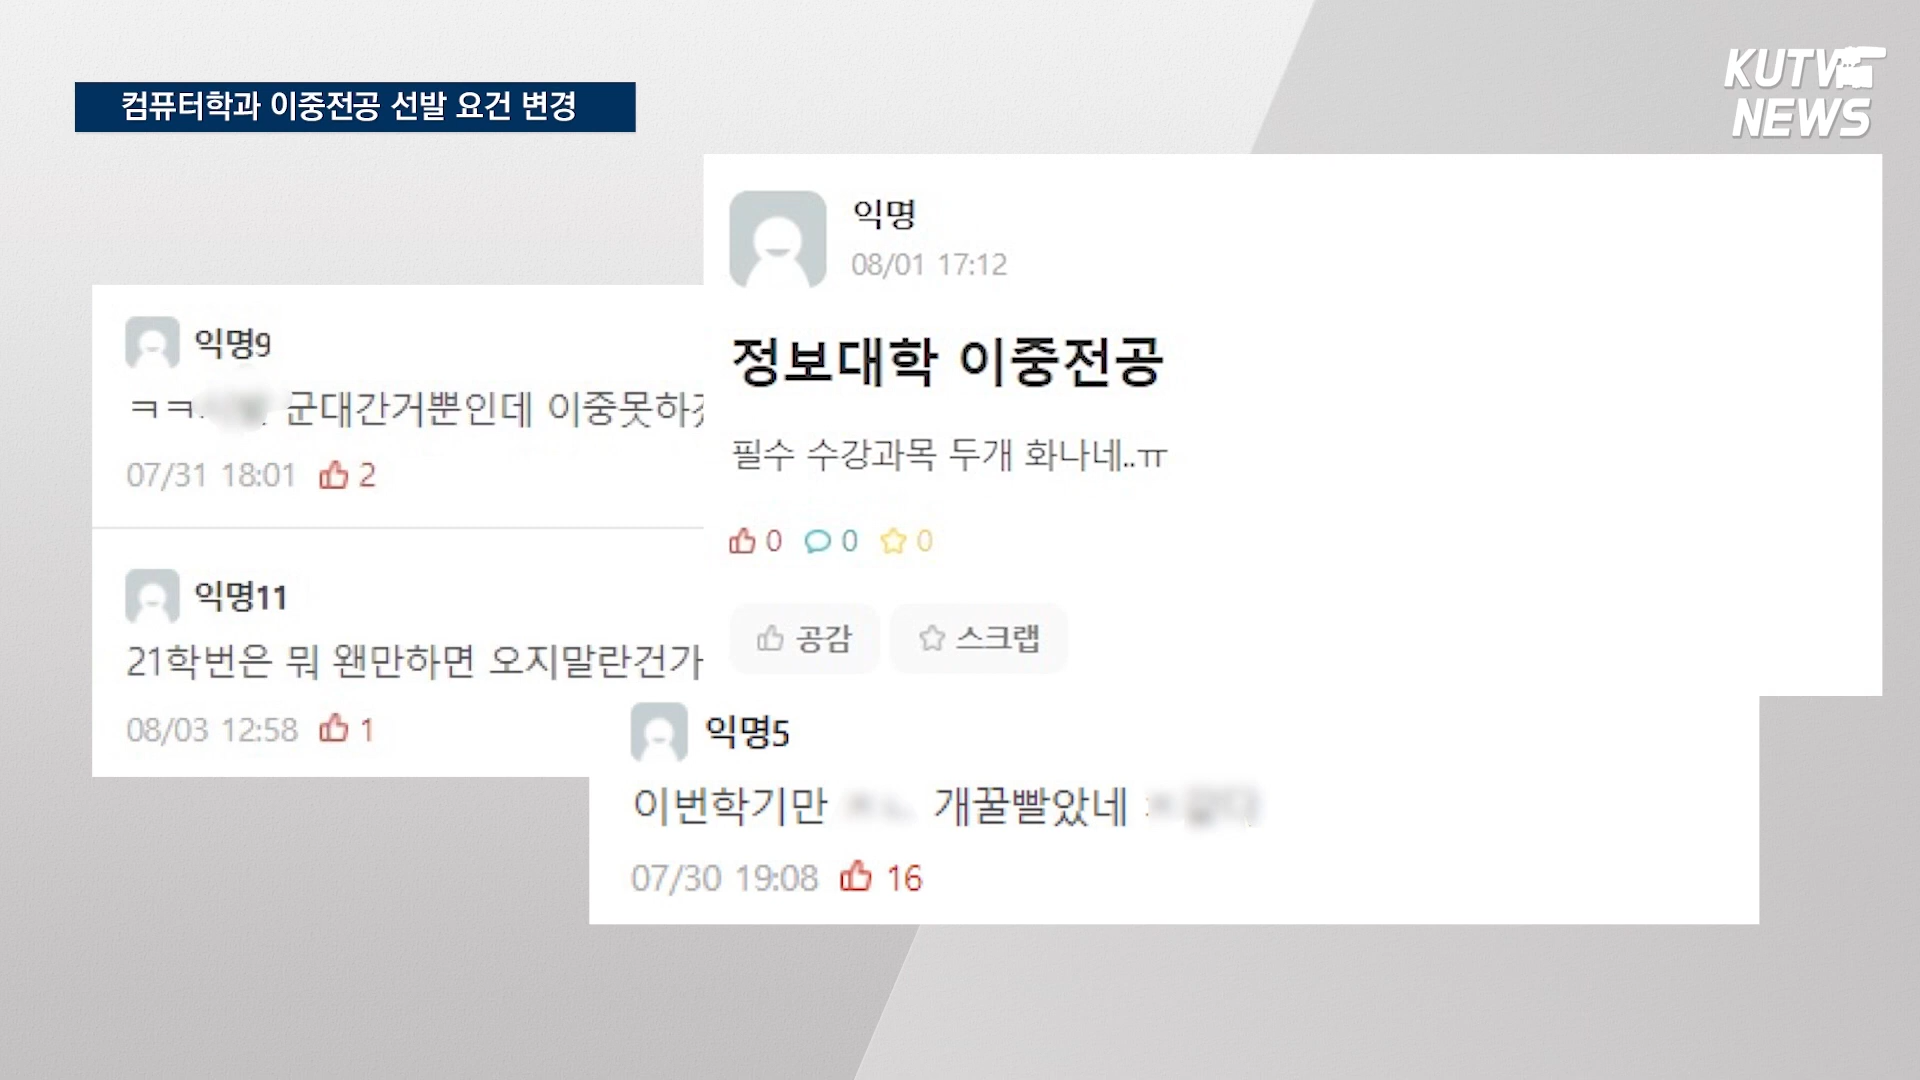 컴퓨터학과 이중전공 선발 요건 변경
KUTV
NEWS
익명9
ㅋㅋ 군대간거뿐인데 이중못하
07/31 18:01 2
익명11
21학번은 뭐 왠만하면 오지말란건가
08/03 12:58 1
익명
08/01 17:12
정보대학 이중전공
필수 수강과목 두개 화나네..ㅠ
0 0 0
공감 스크랩
익명5
이번학기만 개꿀빨았네
07/30 19:08 16